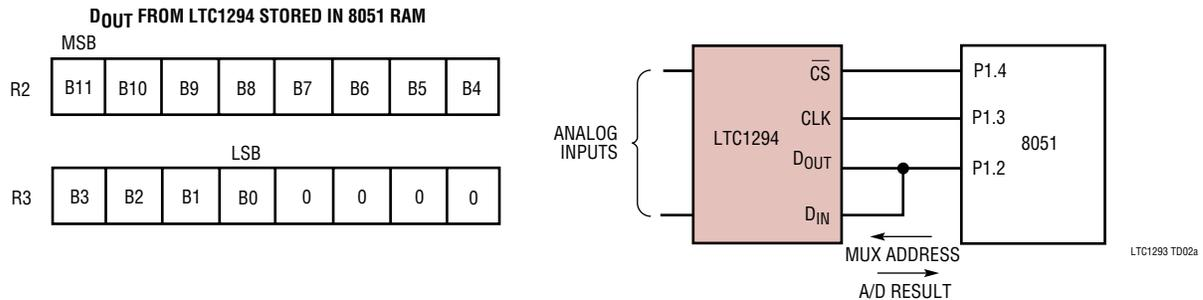 DOUT FROM LTC1294 STORED IN 8051 RAM
MSB
R2 B11 B10 B9 B8 B7 B6 B5 B4
LSB
R3 B3 B2 B1 B0 0 0 0 0
ANALOG
INPUTS
LTC1294
CS
CLK
DOUT
DIN
P1.4
P1.3
P1.2
8051
MUX ADDRESS
A/D RESULT
LTC1293 TD02a